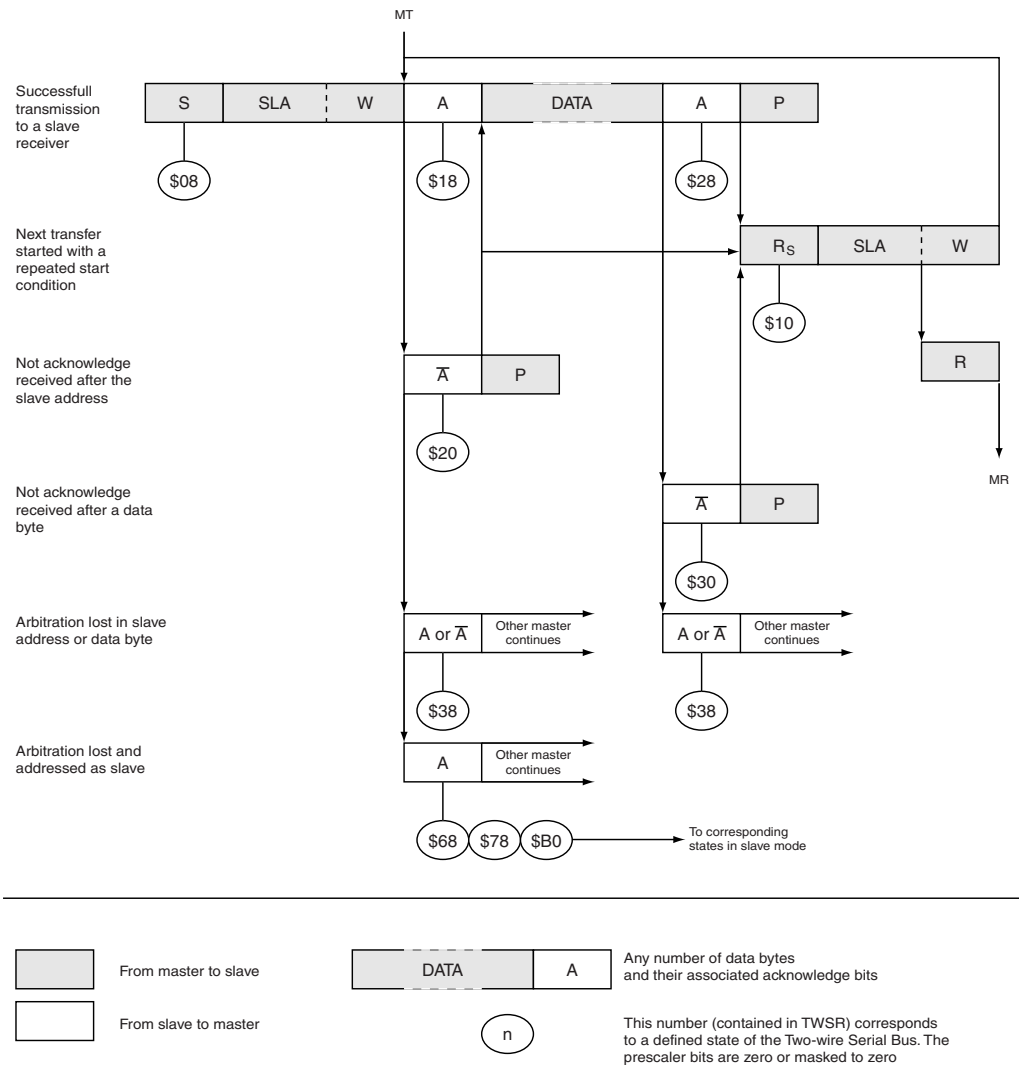 MT
Successfull
transmission
to a slave
receiver
S SLA W A DATA A P
$08 $18 $28
Next transfer
started with a
repeated start
condition
RS SLA W
$10
Not acknowledge
received after the
slave address
A̅ P
R
$20
MR
Not acknowledge
received after a data
byte
A̅ P
$30
Arbitration lost in slave
address or data byte
A or A̅
Other master
continues
A or A̅
Other master
continues
$38 $38
Arbitration lost and
addressed as slave
A
Other master
continues
$68 $78 $B0
To corresponding
states in slave mode
From master to slave
DATA A
Any number of data bytes
and their associated acknowledge bits
From slave to master
n
This number (contained in TWSR) corresponds
to a defined state of the Two-wire Serial Bus. The
prescaler bits are zero or masked to zero